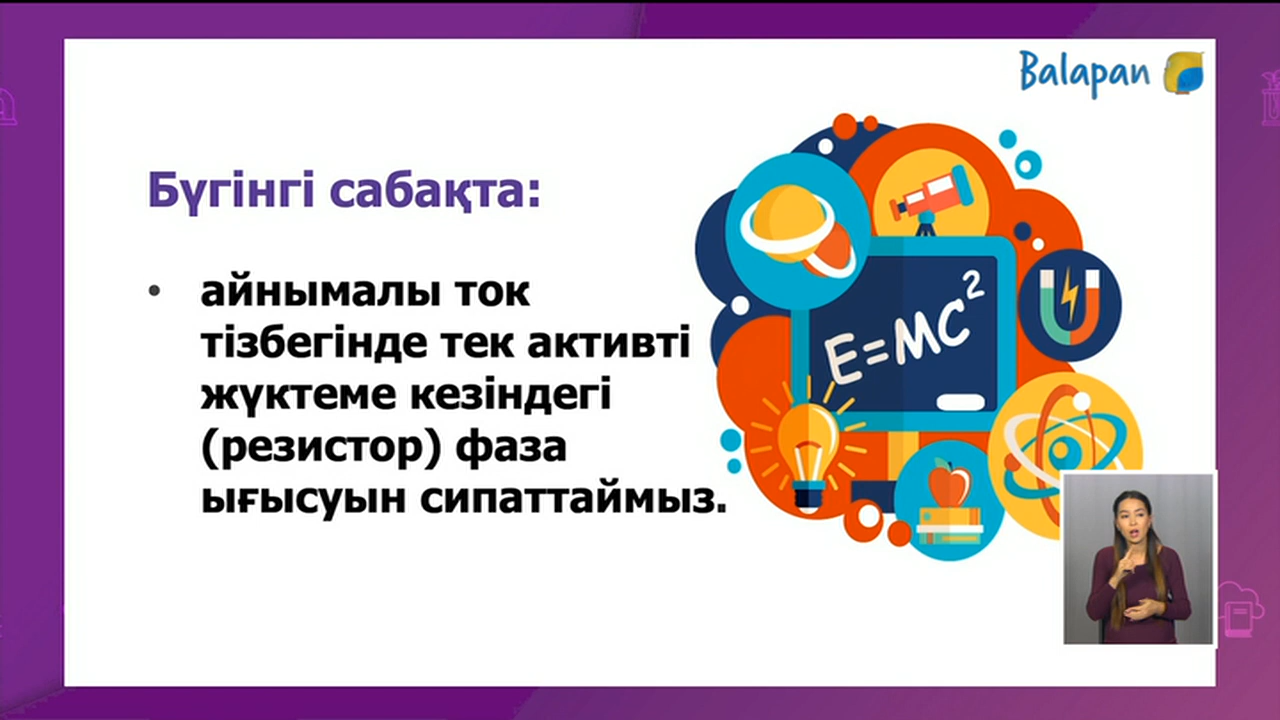 Balapan
Бүгінгі сабақта:
• айнымалы ток
тізбегінде тек активті
жүктеме кезіндегі
(резистор) фаза
ығысуын сипаттаймыз.
E=MC²